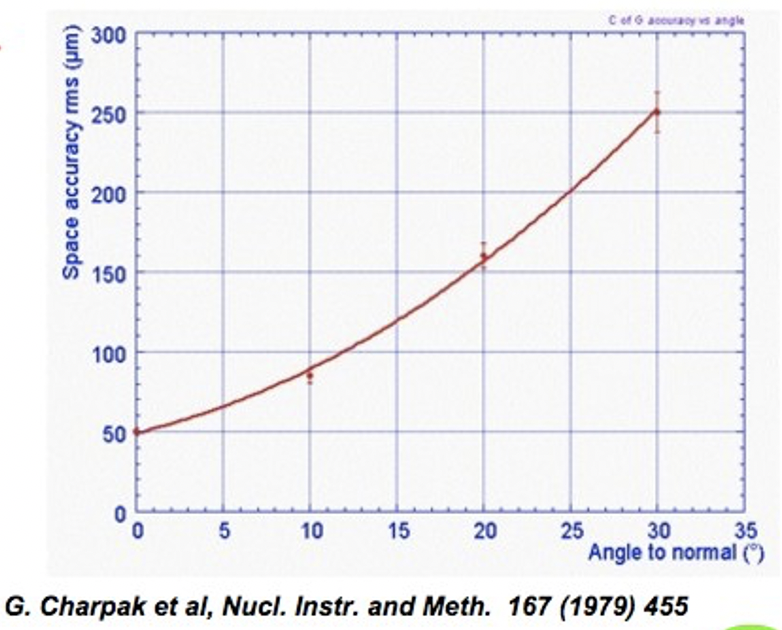 C of G accuracy vs angle
Space accuracy rms (μm)
300
250
200
150
100
50
0
0 5 10 15 20 25 30 35
Angle to normal (°)
G. Charpak et al, Nucl. Instr. and Meth. 167 (1979) 455